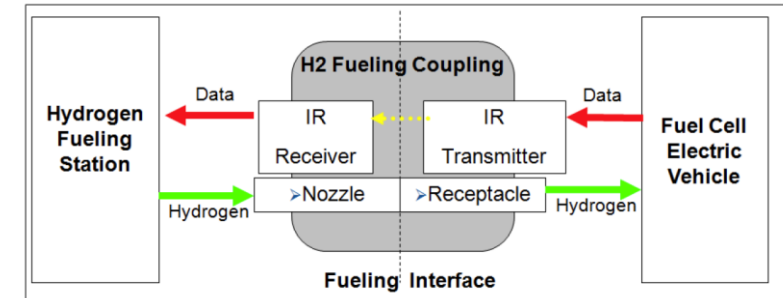 H2 Fueling Coupling
Hydrogen
Fueling
Station
Data
IR
Receiver
IR
Transmitter
Data
Fuel Cell
Electric
Vehicle
Hydrogen
➢Nozzle
➢Receptacle
Hydrogen
Fueling Interface